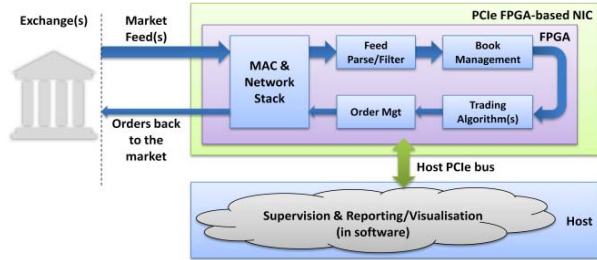 Exchange(s)
Market
Feed(s)
PCIe FPGA-based NIC
FPGA
MAC &
Network
Stack
Feed
Parse/Filter
Book
Management
Order Mgt
Trading
Algorithm(s)
Orders back
to the
market
Host PCIe bus
Supervision & Reporting/Visualisation
(in software)
Host